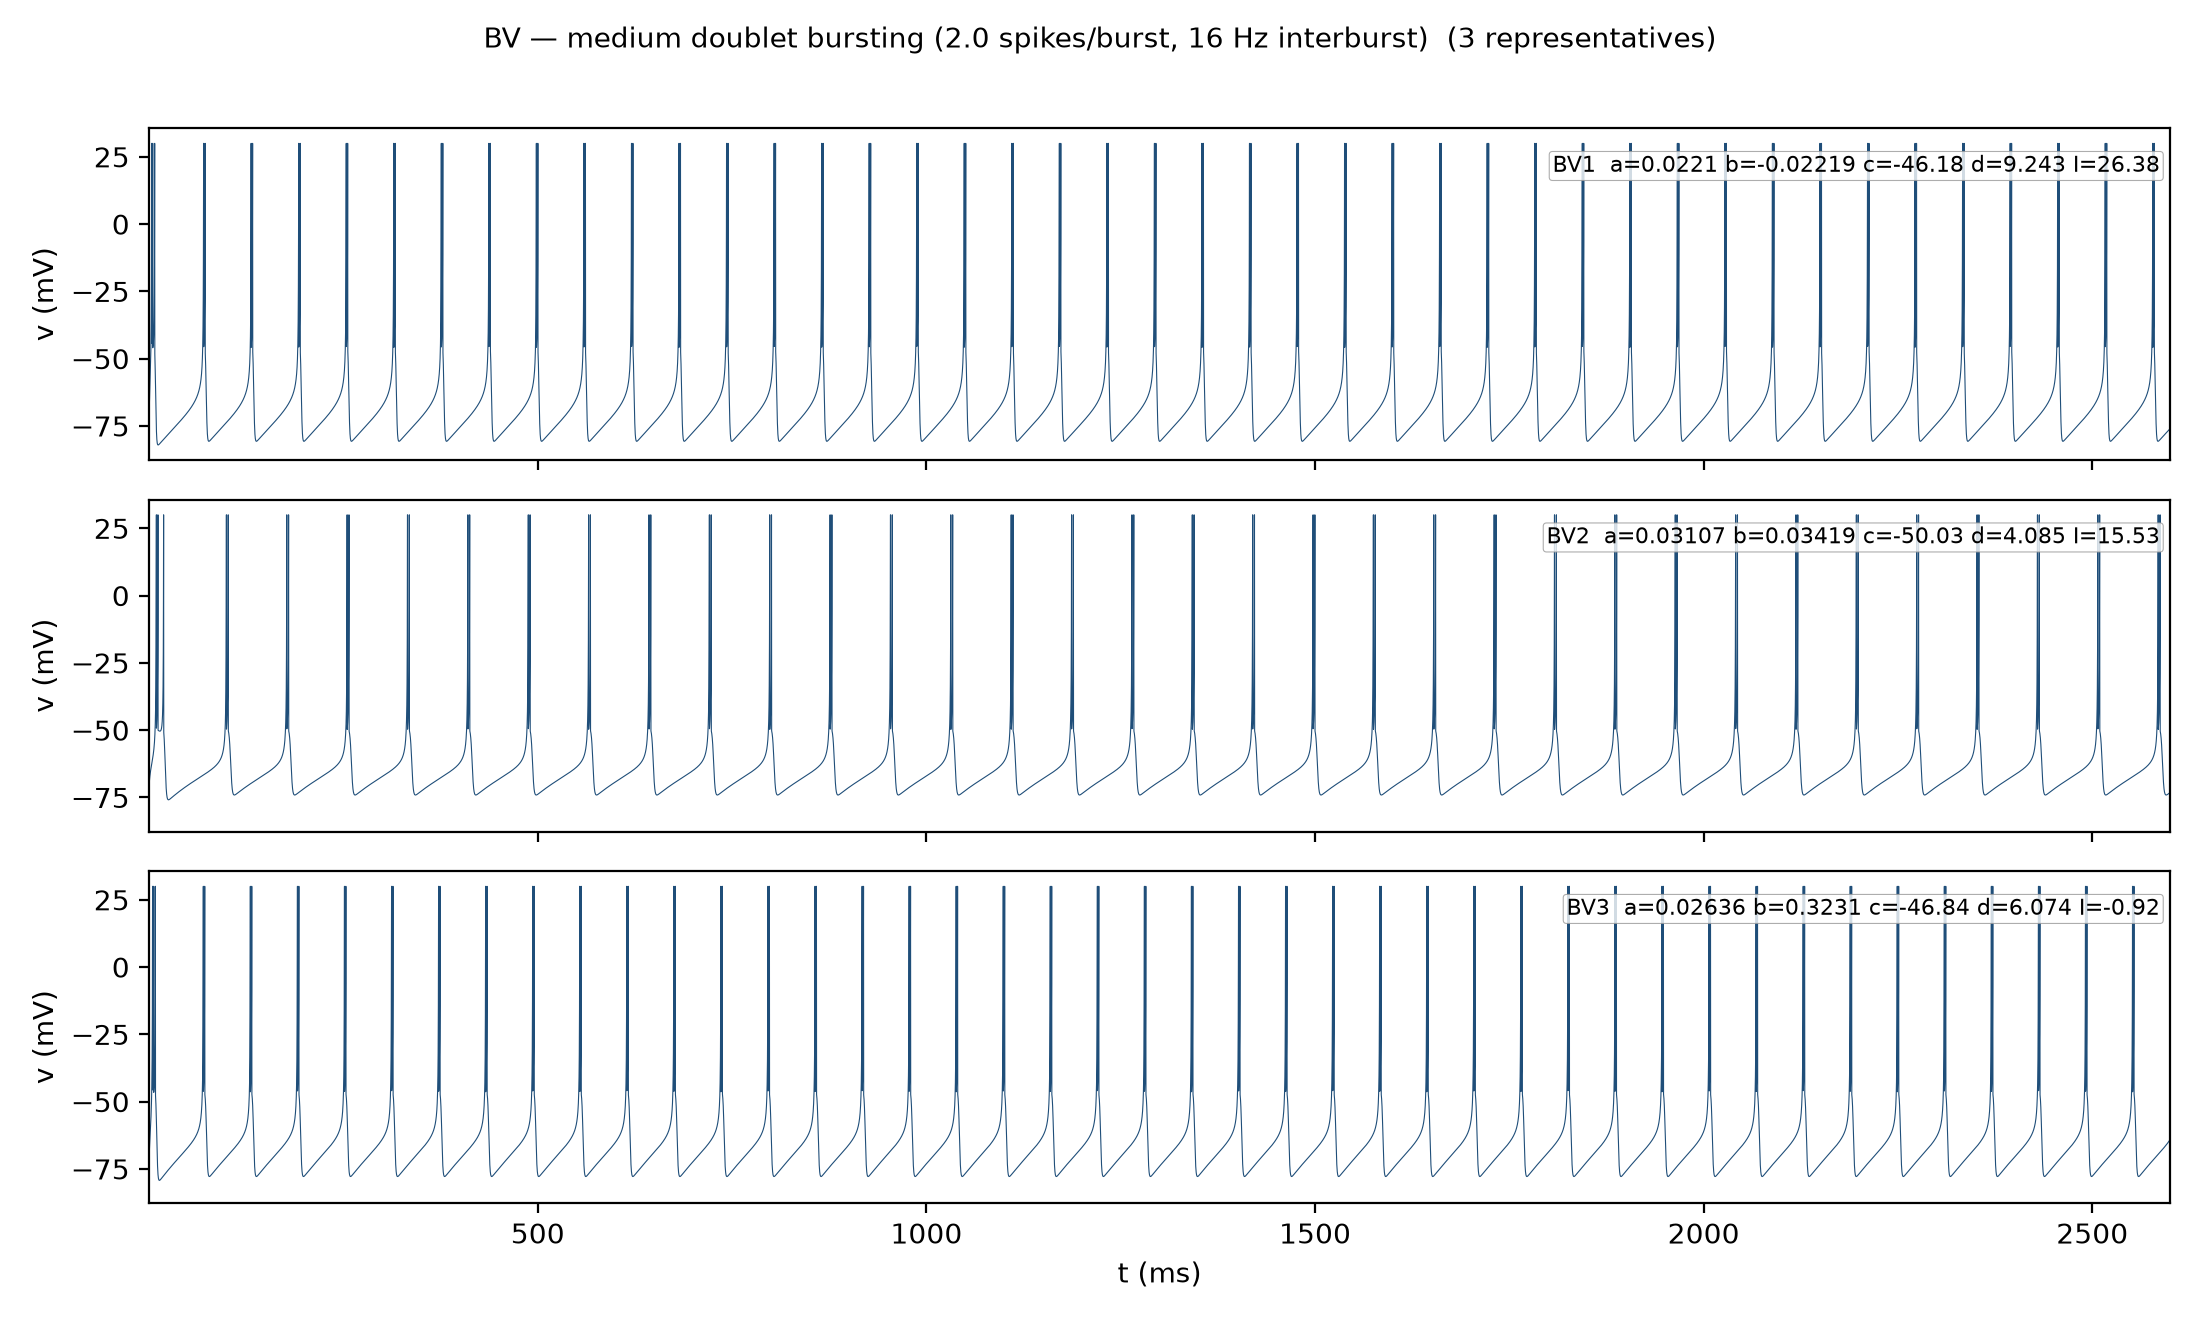 BV — medium doublet bursting (2.0 spikes/burst, 16 Hz interburst)  (3 representatives)
25
0
−25
−50
−75
v (mV)
BV1  a=0.0221 b=-0.02219 c=-46.18 d=9.243 I=26.38
25
0
−25
−50
−75
v (mV)
BV2  a=0.03107 b=0.03419 c=-50.03 d=4.085 I=15.53
25
0
−25
−50
−75
v (mV)
BV3  a=0.02636 b=0.3231 c=-46.84 d=6.074 I=-0.92
500 1000 1500 2000 2500
t (ms)